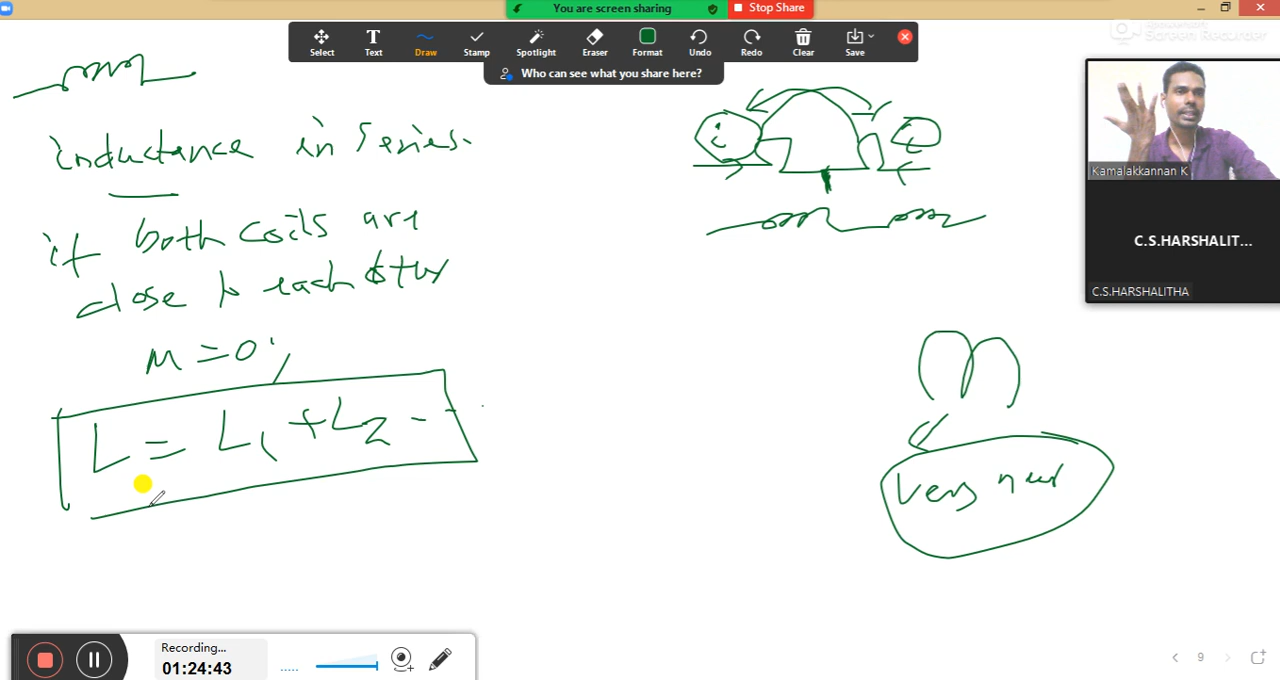 You are screen sharing
Stop Share
Select
Text
Draw
Stamp
Spotlight
Eraser
Format
Undo
Redo
Clear
Save
Who can see what you share here?
Screen Recorder
inductance in Series.
if both coils are
close to each other
M = 0;
L = L1 + L2 - -
i
i
Very near
Kamalakkannan K
C.S.HARSHALIT...
C.S.HARSHALITHA
Recording...
01:24:43
9